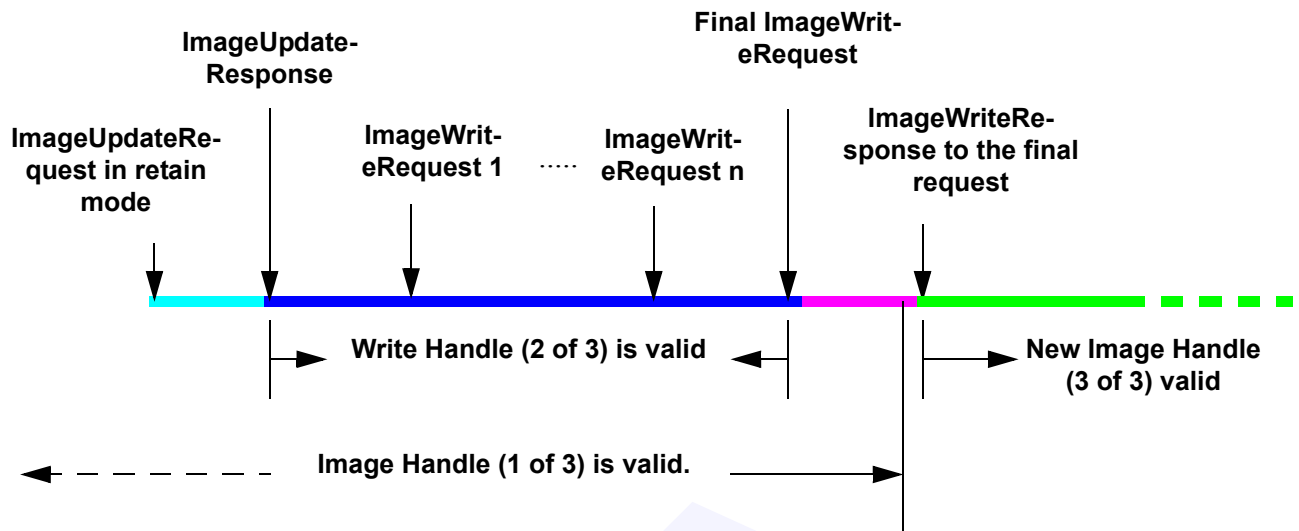 Final ImageWrit-
eRequest
ImageUpdate-
Response
ImageUpdateRe-
quest in retain
mode
ImageWrit-
eRequest 1
.....
ImageWrit-
eRequest n
ImageWriteRe-
sponse to the final
request
Write Handle (2 of 3) is valid
New Image Handle
(3 of 3) valid
Image Handle (1 of 3) is valid.